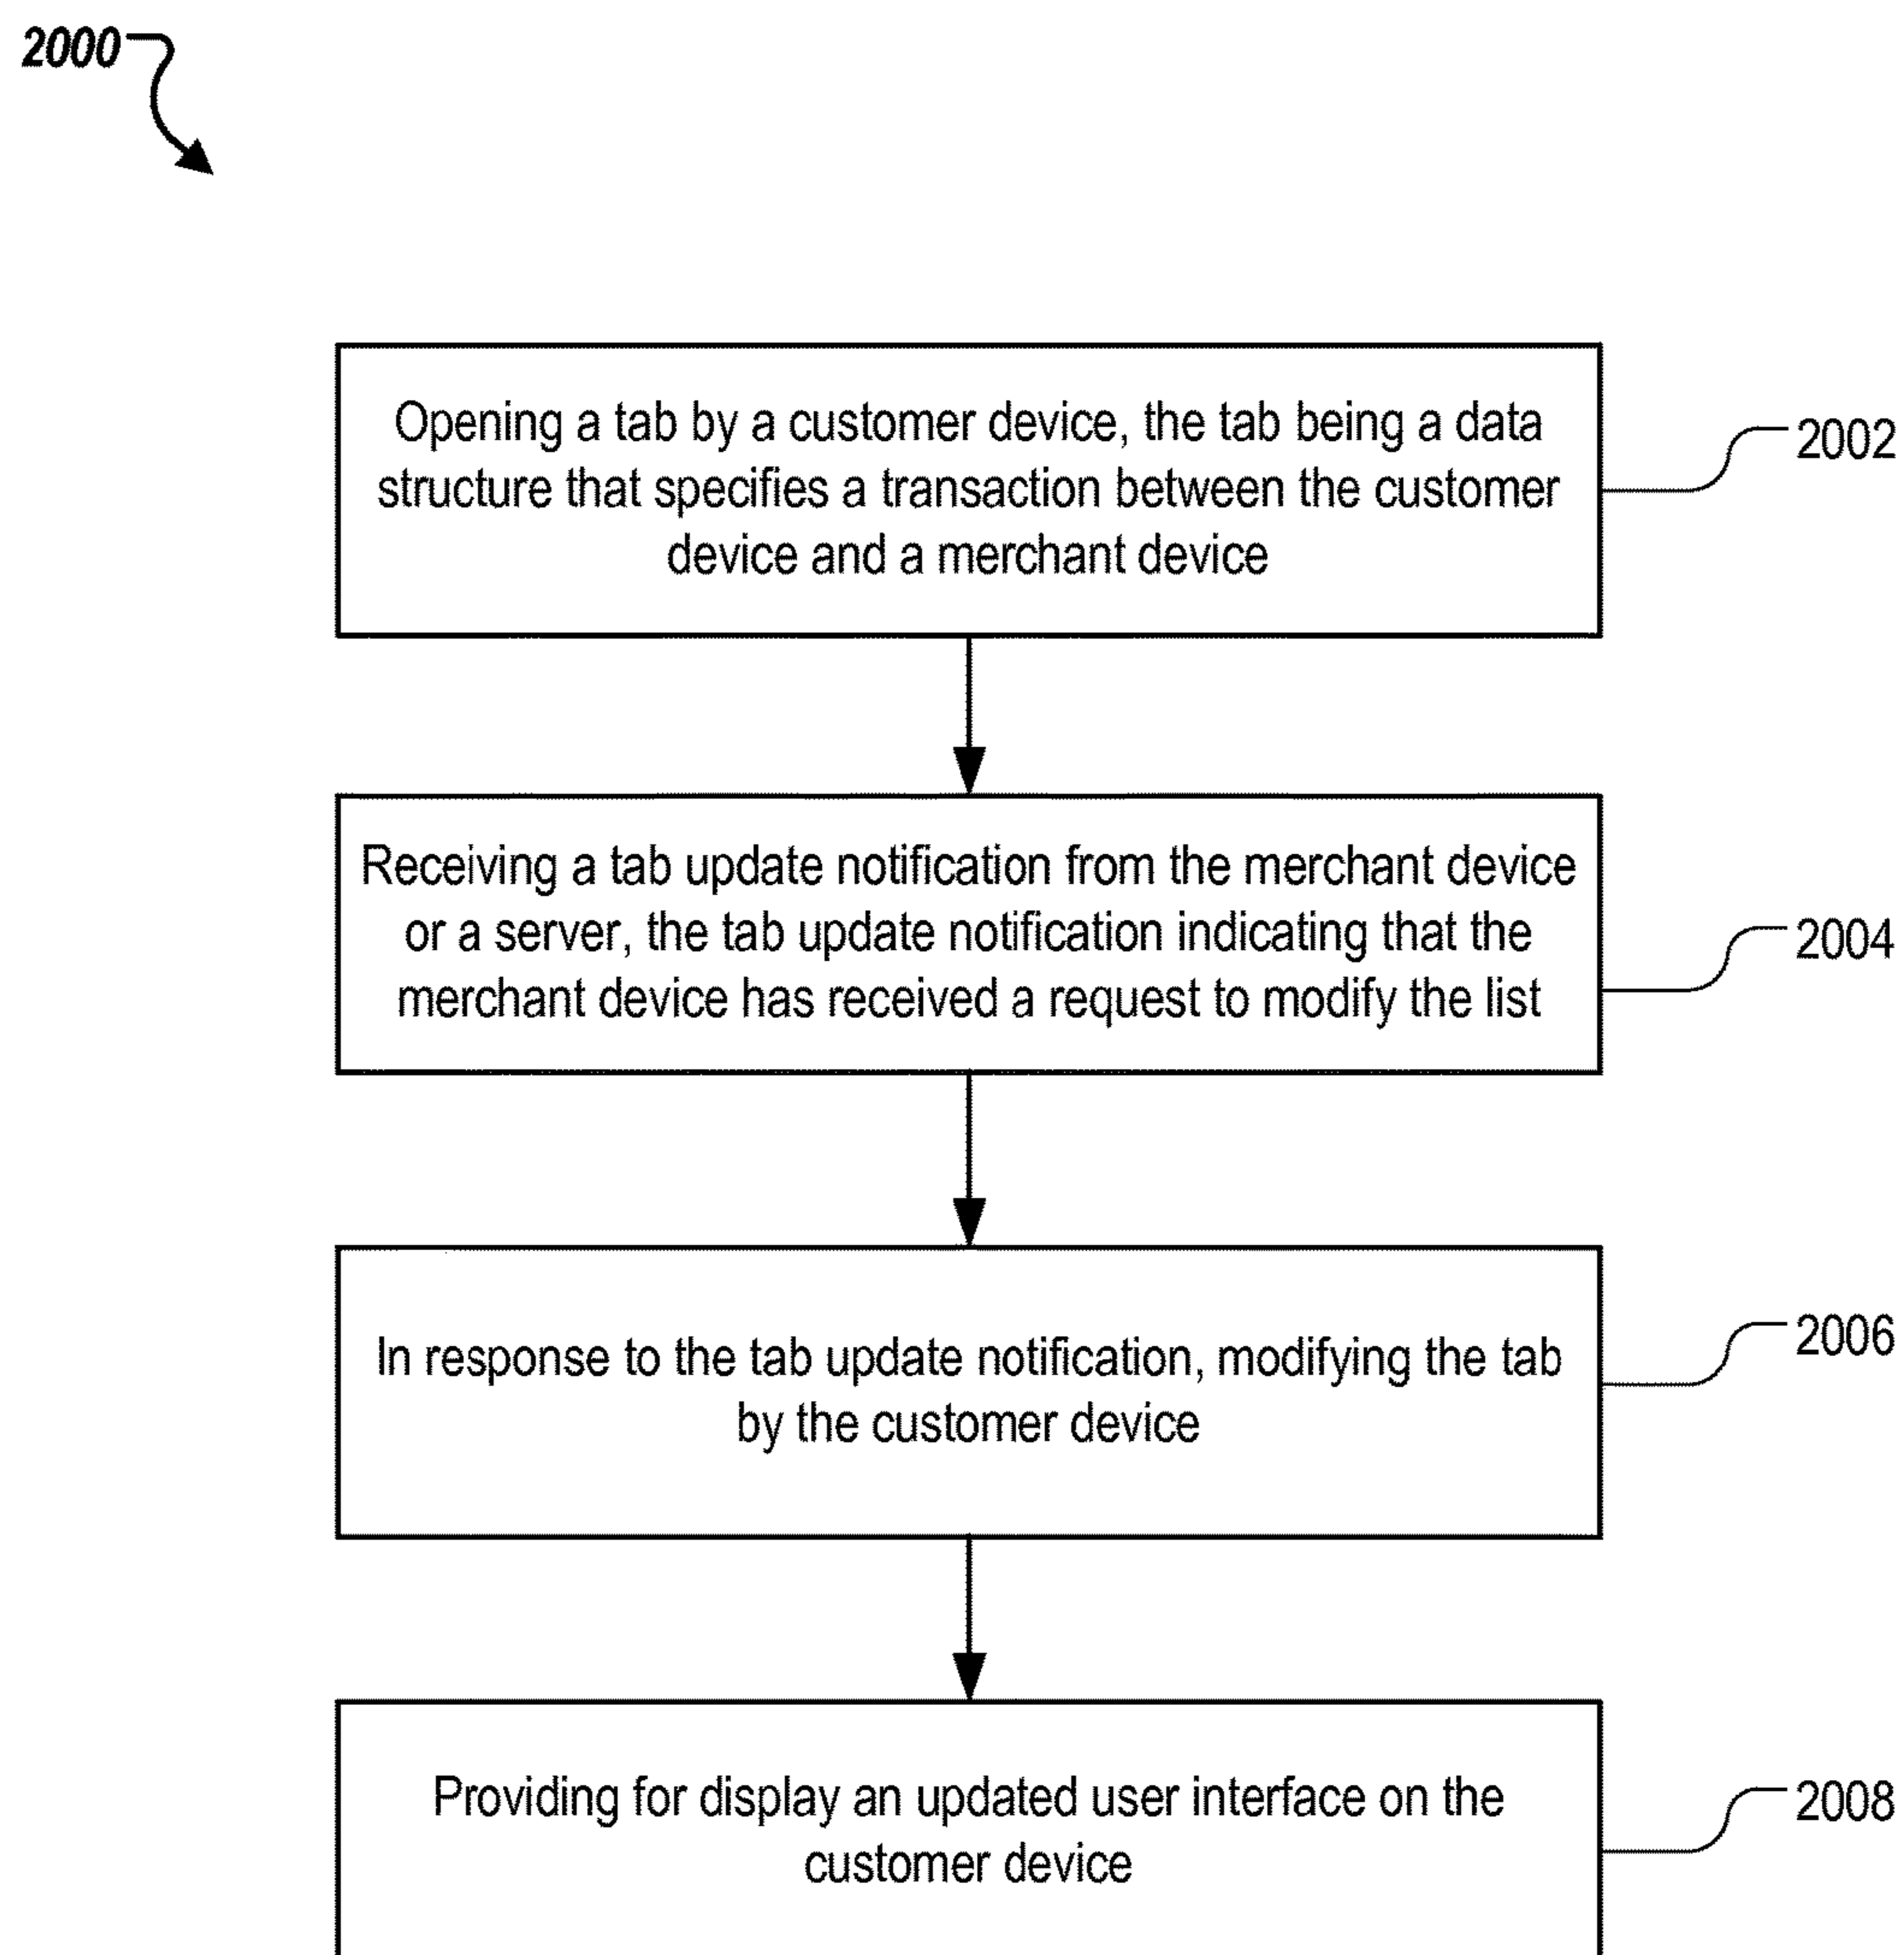 2000
Opening a tab by a customer device, the tab being a data
structure that specifies a transaction between the customer
device and a merchant device
2002
Receiving a tab update notification from the merchant device
or a server, the tab update notification indicating that the
merchant device has received a request to modify the list
2004
In response to the tab update notification, modifying the tab
by the customer device
2006
Providing for display an updated user interface on the
customer device
2008